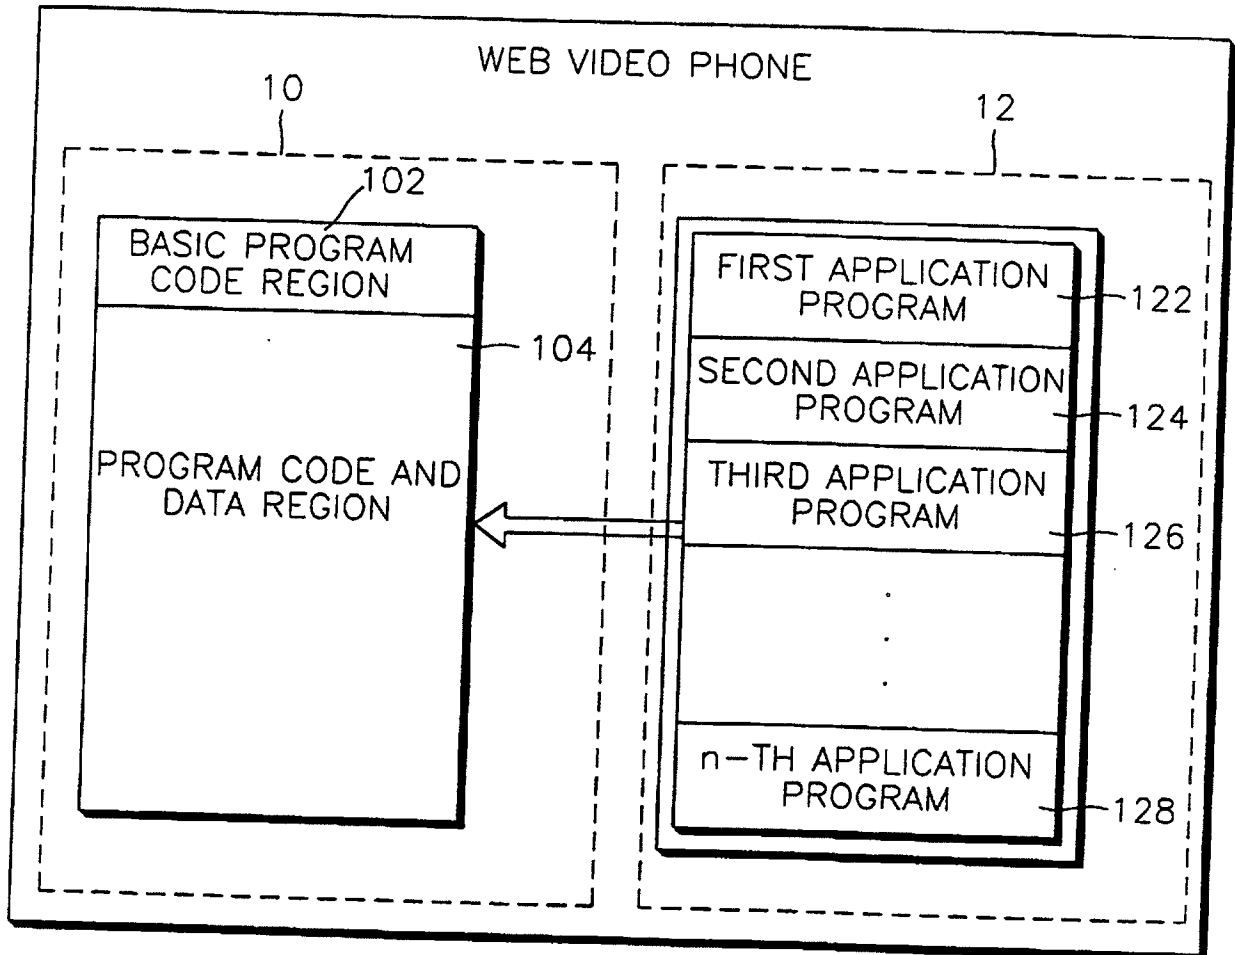 WEB VIDEO PHONE
10
12
102
BASIC PROGRAM
CODE REGION
104
PROGRAM CODE AND
DATA REGION
FIRST APPLICATION
PROGRAM
122
SECOND APPLICATION
PROGRAM
124
THIRD APPLICATION
PROGRAM
126
n-TH APPLICATION
PROGRAM
128